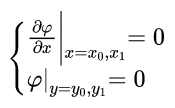 ∂φ/∂x|x=x₀,x₁ = 0
φ|y=y₀,y₁ = 0